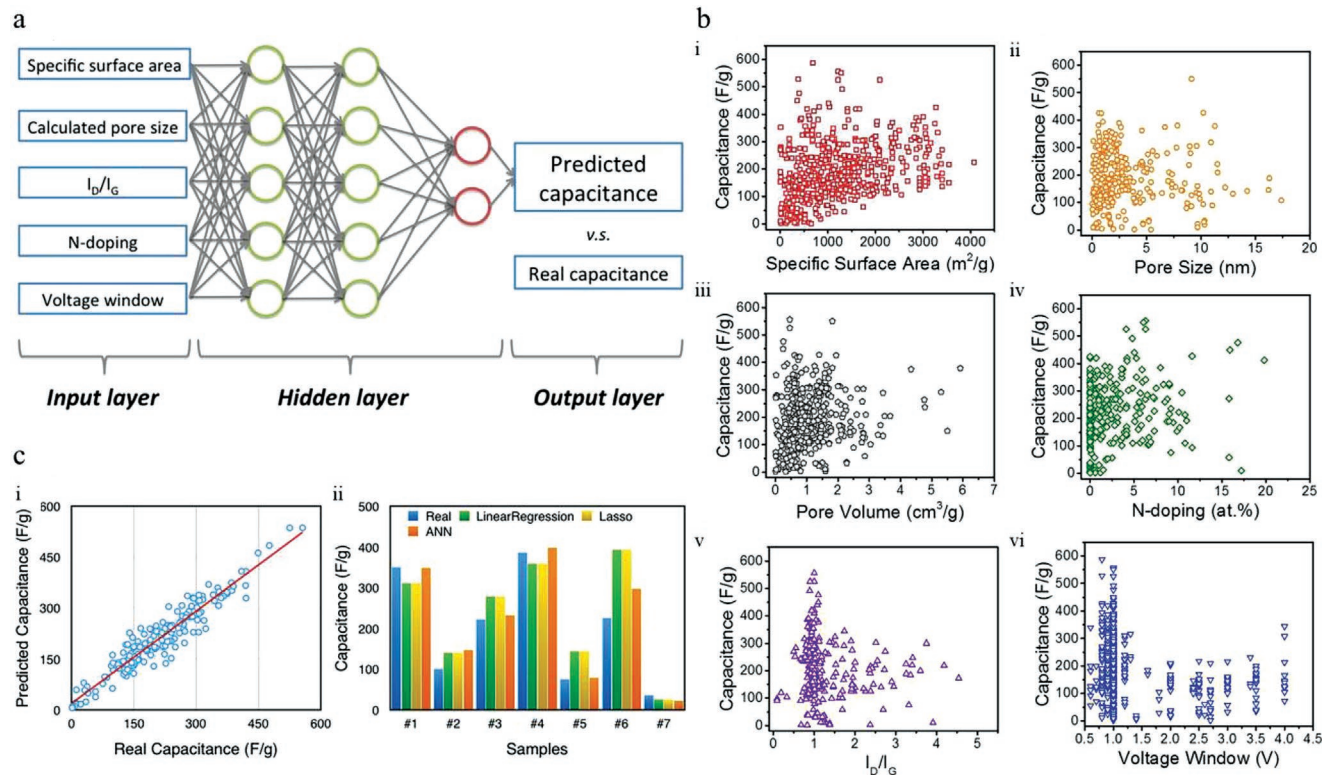 a
Specific surface area
Calculated pore size
I_D/I_G
N-doping
Voltage window
Predicted
capacitance
v.s.
Real capacitance
Input layer
Hidden layer
Output layer
b
i
Capacitance (F/g)
600
500
400
300
200
100
0
0 1000 2000 3000 4000
Specific Surface Area (m²/g)
ii
Capacitance (F/g)
600
500
400
300
200
100
0
0 5 10 15 20
Pore Size (nm)
iii
Capacitance (F/g)
600
500
400
300
200
100
0
0 1 2 3 4 5 6 7
Pore Volume (cm³/g)
iv
Capacitance (F/g)
600
500
400
300
200
100
0
0 5 10 15 20 25
N-doping (at.%)
c
i
Predicted Capacitance (F/g)
600
450
300
150
0
0 150 300 450 600
Real Capacitance (F/g)
ii
Capacitance (F/g)
500
400
300
200
100
0
Real LinearRegression Lasso
ANN
#1 #2 #3 #4 #5 #6 #7
Samples
v
Capacitance (F/g)
600
500
400
300
200
100
0
0 1 2 3 4 5
I_D/I_G
vi
Capacitance (F/g)
600
500
400
300
200
100
0
0.5 1.0 1.5 2.0 2.5 3.0 3.5 4.0 4.5
Voltage Window (V)